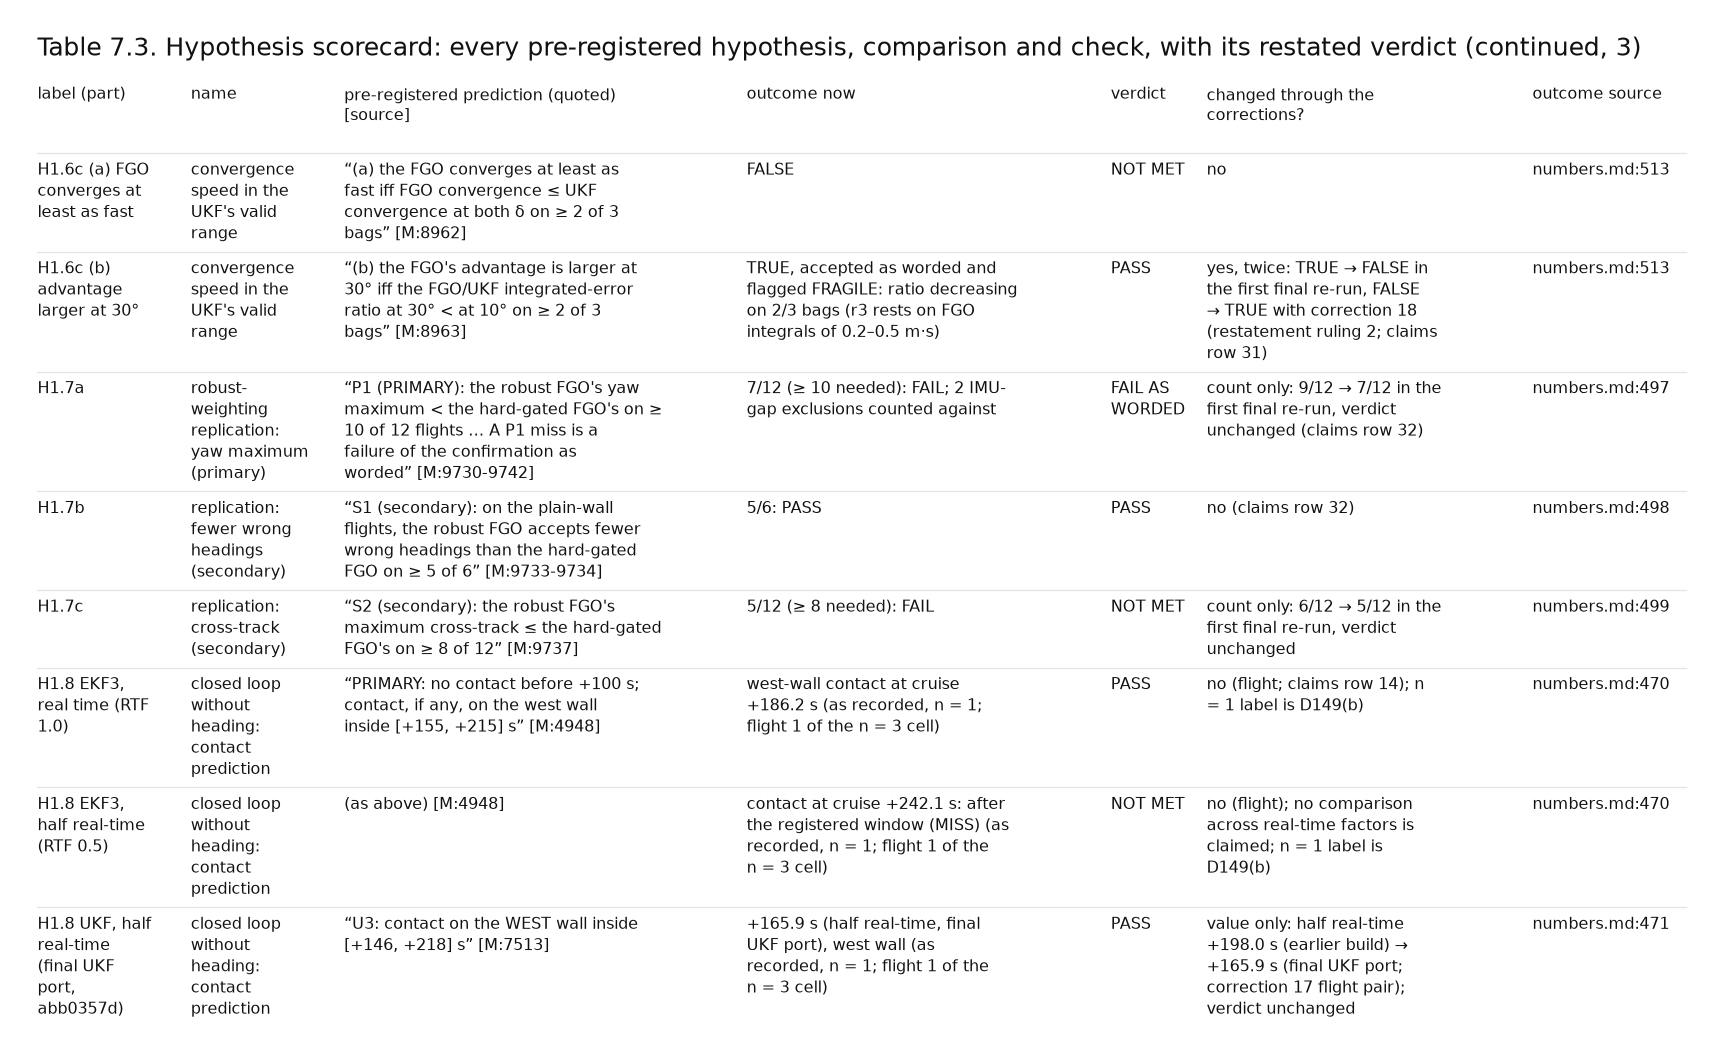 Table 7.3. Hypothesis scorecard: every pre-registered hypothesis, comparison and check, with its restated verdict (continued, 3)
label (part)
name
pre-registered prediction (quoted)
[source]
outcome now
verdict
changed through the
corrections?
outcome source
H1.6c (a) FGO
converges at
least as fast
convergence
speed in the
UKF's valid
range
“(a) the FGO converges at least as
fast iff FGO convergence ≤ UKF
convergence at both δ on ≥ 2 of 3
bags” [M:8962]
FALSE
NOT MET
no
numbers.md:513
H1.6c (b)
advantage
larger at 30°
convergence
speed in the
UKF's valid
range
“(b) the FGO's advantage is larger at
30° iff the FGO/UKF integrated-error
ratio at 30° < at 10° on ≥ 2 of 3
bags” [M:8963]
TRUE, accepted as worded and
flagged FRAGILE: ratio decreasing
on 2/3 bags (r3 rests on FGO
integrals of 0.2–0.5 m·s)
PASS
yes, twice: TRUE → FALSE in
the first final re-run, FALSE
→ TRUE with correction 18
(restatement ruling 2; claims
row 31)
numbers.md:513
H1.7a
robust-
weighting
replication:
yaw maximum
(primary)
“P1 (PRIMARY): the robust FGO's yaw
maximum < the hard-gated FGO's on ≥
10 of 12 flights … A P1 miss is a
failure of the confirmation as
worded” [M:9730-9742]
7/12 (≥ 10 needed): FAIL; 2 IMU-
gap exclusions counted against
FAIL AS
WORDED
count only: 9/12 → 7/12 in the
first final re-run, verdict
unchanged (claims row 32)
numbers.md:497
H1.7b
replication:
fewer wrong
headings
(secondary)
“S1 (secondary): on the plain-wall
flights, the robust FGO accepts fewer
wrong headings than the hard-gated
FGO on ≥ 5 of 6” [M:9733-9734]
5/6: PASS
PASS
no (claims row 32)
numbers.md:498
H1.7c
replication:
cross-track
(secondary)
“S2 (secondary): the robust FGO's
maximum cross-track ≤ the hard-gated
FGO's on ≥ 8 of 12” [M:9737]
5/12 (≥ 8 needed): FAIL
NOT MET
count only: 6/12 → 5/12 in the
first final re-run, verdict
unchanged
numbers.md:499
H1.8 EKF3,
real time (RTF
1.0)
closed loop
without
heading:
contact
prediction
“PRIMARY: no contact before +100 s;
contact, if any, on the west wall
inside [+155, +215] s” [M:4948]
west-wall contact at cruise
+186.2 s (as recorded, n = 1;
flight 1 of the n = 3 cell)
PASS
no (flight; claims row 14); n
= 1 label is D149(b)
numbers.md:470
H1.8 EKF3,
half real-time
(RTF 0.5)
closed loop
without
heading:
contact
prediction
(as above) [M:4948]
contact at cruise +242.1 s: after
the registered window (MISS) (as
recorded, n = 1; flight 1 of the
n = 3 cell)
NOT MET
no (flight); no comparison
across real-time factors is
claimed; n = 1 label is
D149(b)
numbers.md:470
H1.8 UKF, half
real-time
(final UKF
port,
abb0357d)
closed loop
without
heading:
contact
prediction
“U3: contact on the WEST wall inside
[+146, +218] s” [M:7513]
+165.9 s (half real-time, final
UKF port), west wall (as
recorded, n = 1; flight 1 of the
n = 3 cell)
PASS
value only: half real-time
+198.0 s (earlier build) →
+165.9 s (final UKF port;
correction 17 flight pair);
verdict unchanged
numbers.md:471